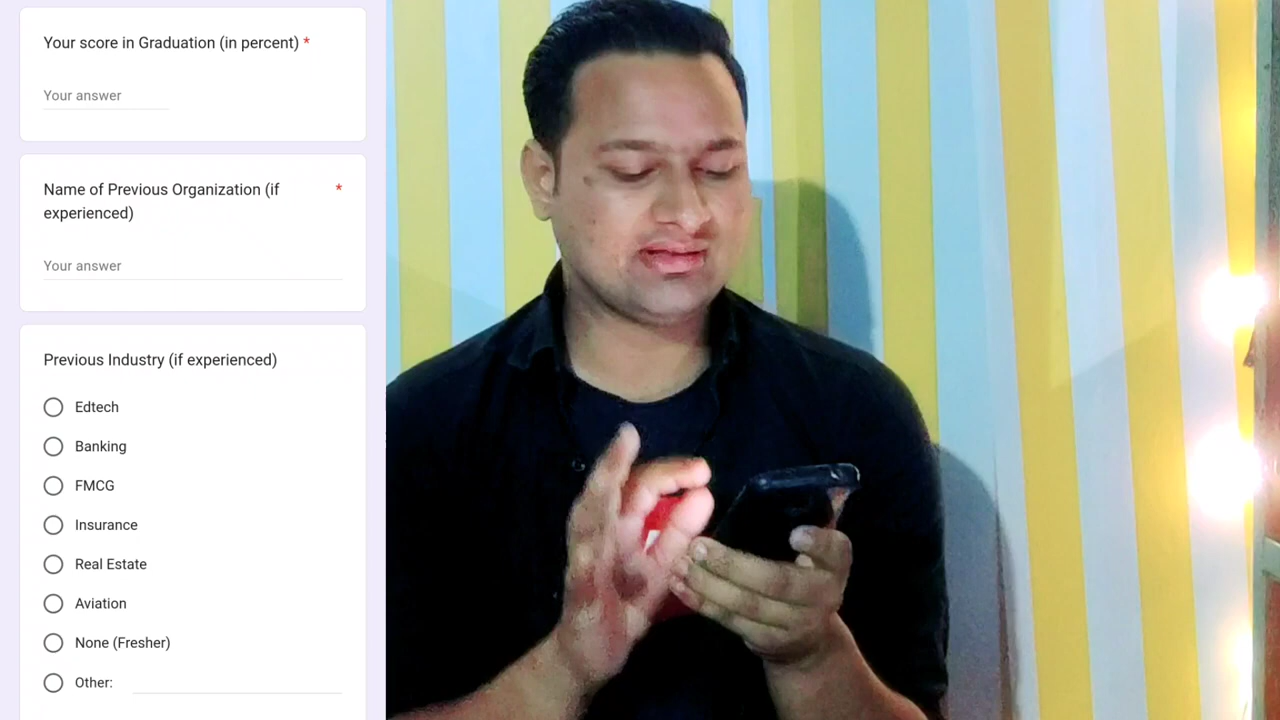 Your score in Graduation (in percent) *
Your answer
Name of Previous Organization (if *
experienced)
Your answer
Previous Industry (if experienced)
Edtech
Banking
FMCG
Insurance
Real Estate
Aviation
None (Fresher)
Other: